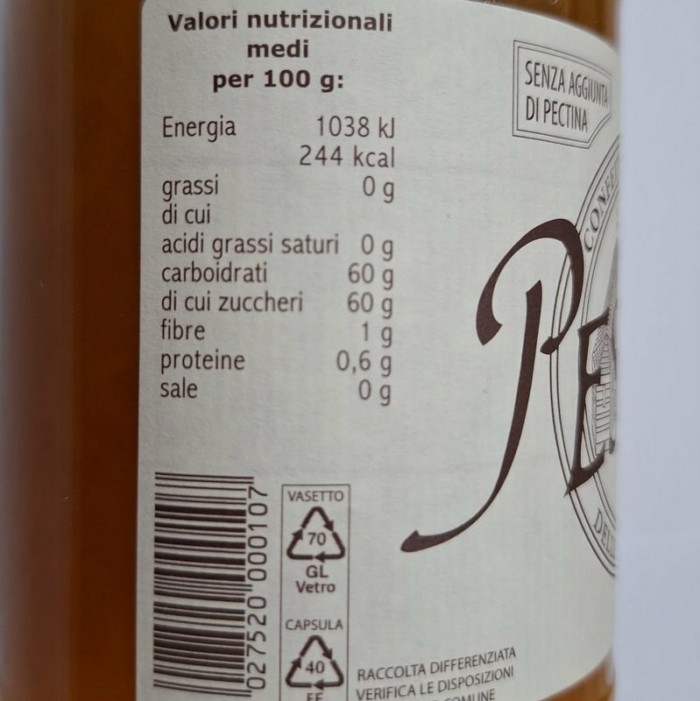 Valori nutrizionali
medi
per 100 g:
Energia 1038 kJ
244 kcal
grassi 0 g
di cui
acidi grassi saturi 0 g
carboidrati 60 g
di cui zuccheri 60 g
fibre 1 g
proteine 0,6 g
sale 0 g
SENZA AGGIUNTA
DI PECTINA
027520 000107
VASETTO
70
GL
Vetro
CAPSULA
40
FE
RACCOLTA DIFFERENZIATA
VERIFICA LE DISPOSIZIONI
COMUNE